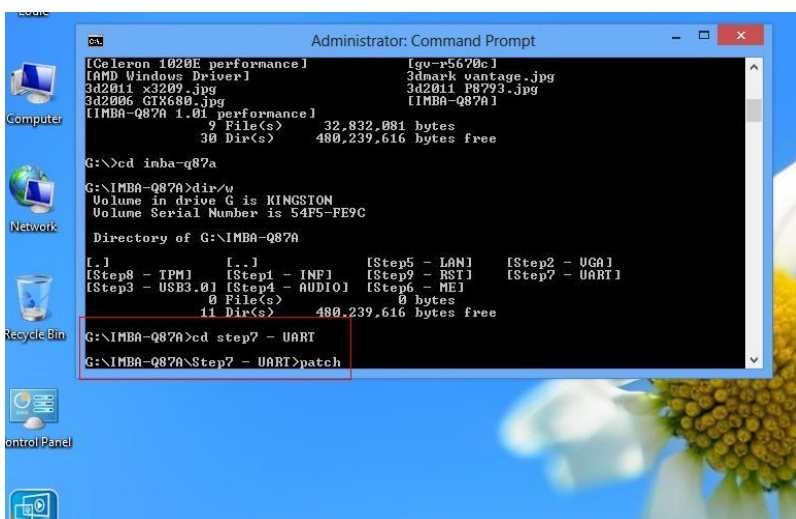 Administrator: Command Prompt
[Celeron 1020E performance] [gv-r5670c]
[AMD Windows Driver] 3dmark vantage.jpg
3d2011 x3209.jpg 3d2011 P8793.jpg
3d2006 GTX680.jpg [IMBA-Q87A]
[IMBA-Q87A 1.01 performance]
9 File(s) 32,832,081 bytes
30 Dir(s) 480,239,616 bytes free
G:\>cd imba-q87a
G:\IMBA-Q87A>dir/w
Volume in drive G is KINGSTON
Volume Serial Number is 54F5-FE9C
Directory of G:\IMBA-Q87A
[.] [..] [Step5 - LAN] [Step2 - VGA]
[Step8 - TPM] [Step1 - INF] [Step9 - RST] [Step7 - UART]
[Step3 - USB3.0] [Step4 - AUDIO] [Step6 - ME]
0 File(s) 0 bytes
11 Dir(s) 480,239,616 bytes free
G:\IMBA-Q87A>cd step7 - UART
G:\IMBA-Q87A\Step7 - UART>patch
Computer
Network
Recycle Bin
ontrol Panel